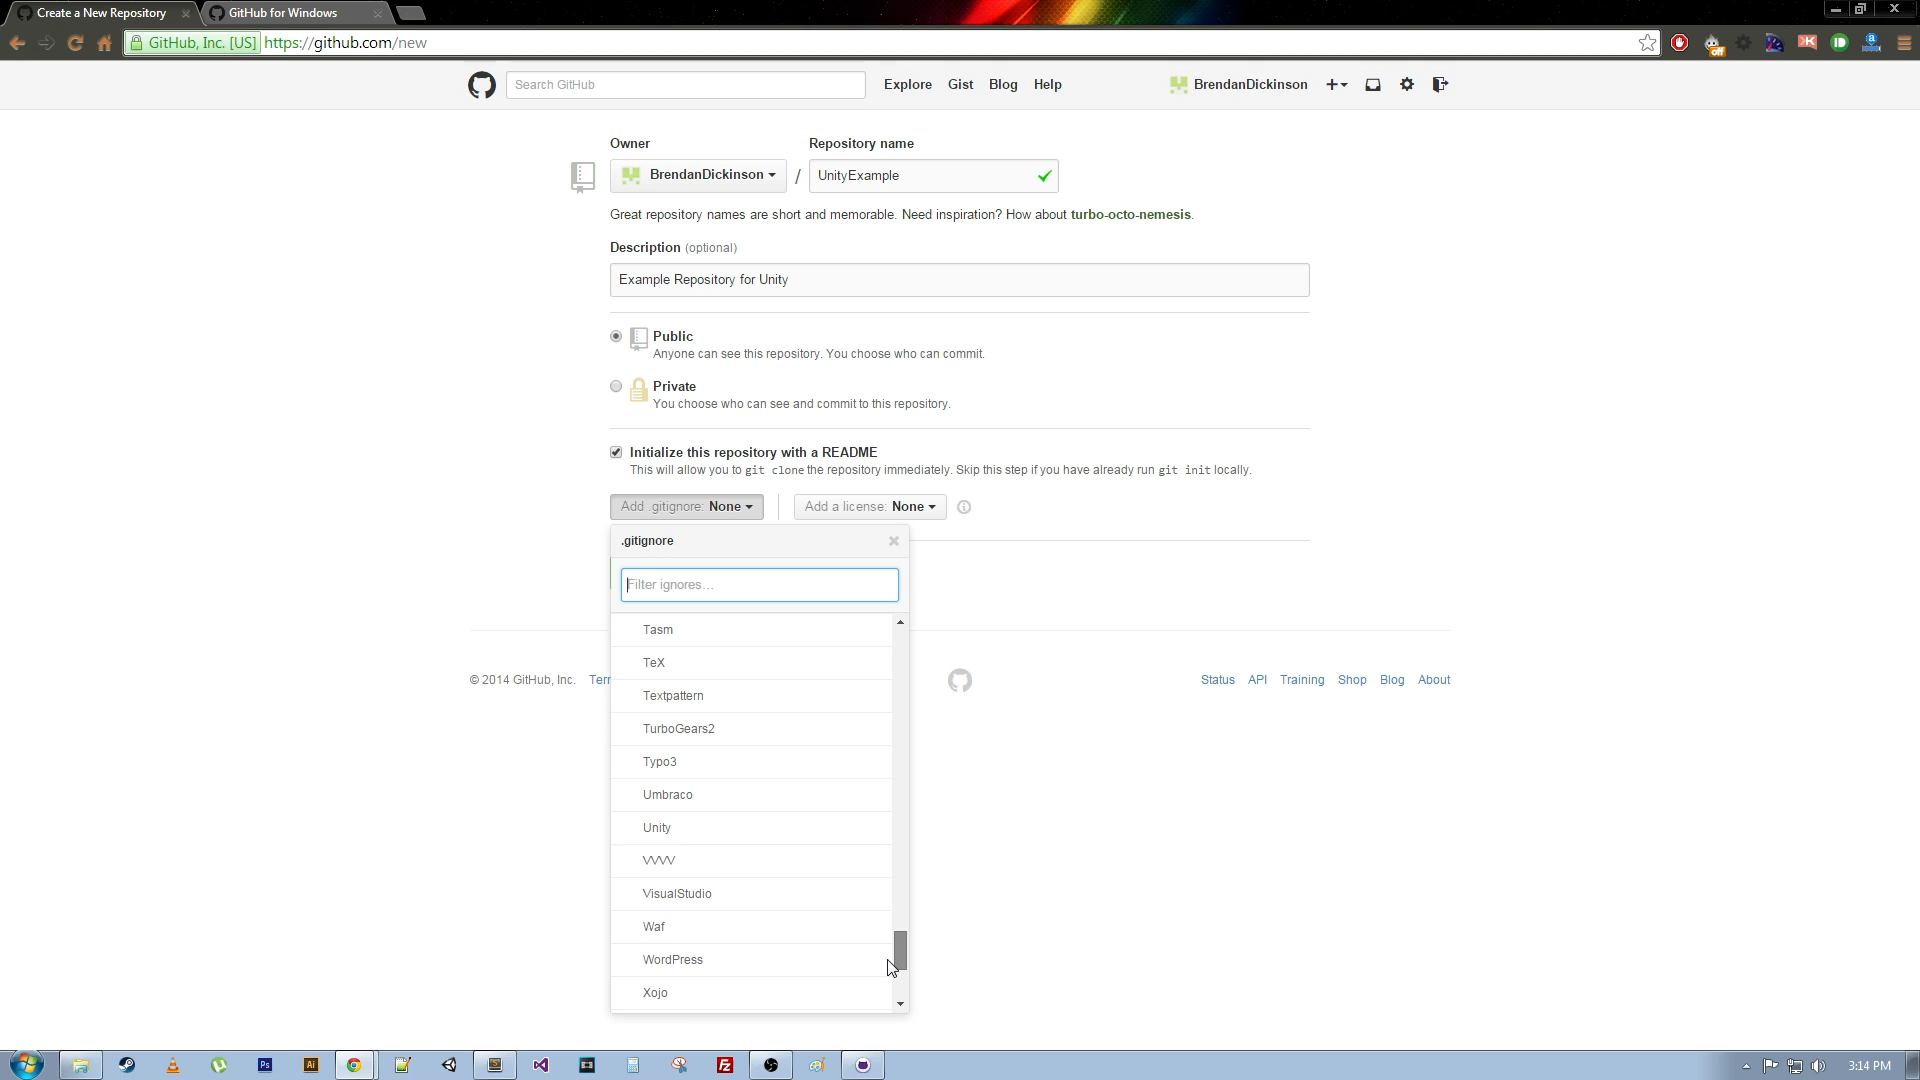 Create a New Repository
GitHub for Windows
GitHub, Inc. [US] https://github.com/new
Search GitHub
Explore Gist Blog Help
BrendanDickinson
Owner
Repository name
BrendanDickinson / UnityExample
Great repository names are short and memorable. Need inspiration? How about turbo-octo-nemesis.
Description (optional)
Example Repository for Unity
Public
Anyone can see this repository. You choose who can commit.
Private
You choose who can see and commit to this repository.
Initialize this repository with a README
This will allow you to git clone the repository immediately. Skip this step if you have already run git init locally.
Add .gitignore: None
Add a license: None
.gitignore
Filter ignores...
Tasm
TeX
Textpattern
TurboGears2
Typo3
Umbraco
Unity
VVVV
VisualStudio
Waf
WordPress
Xojo
© 2014 GitHub, Inc. Terr
Status API Training Shop Blog About
Ps
Ai
Fz
off
3:14 PM